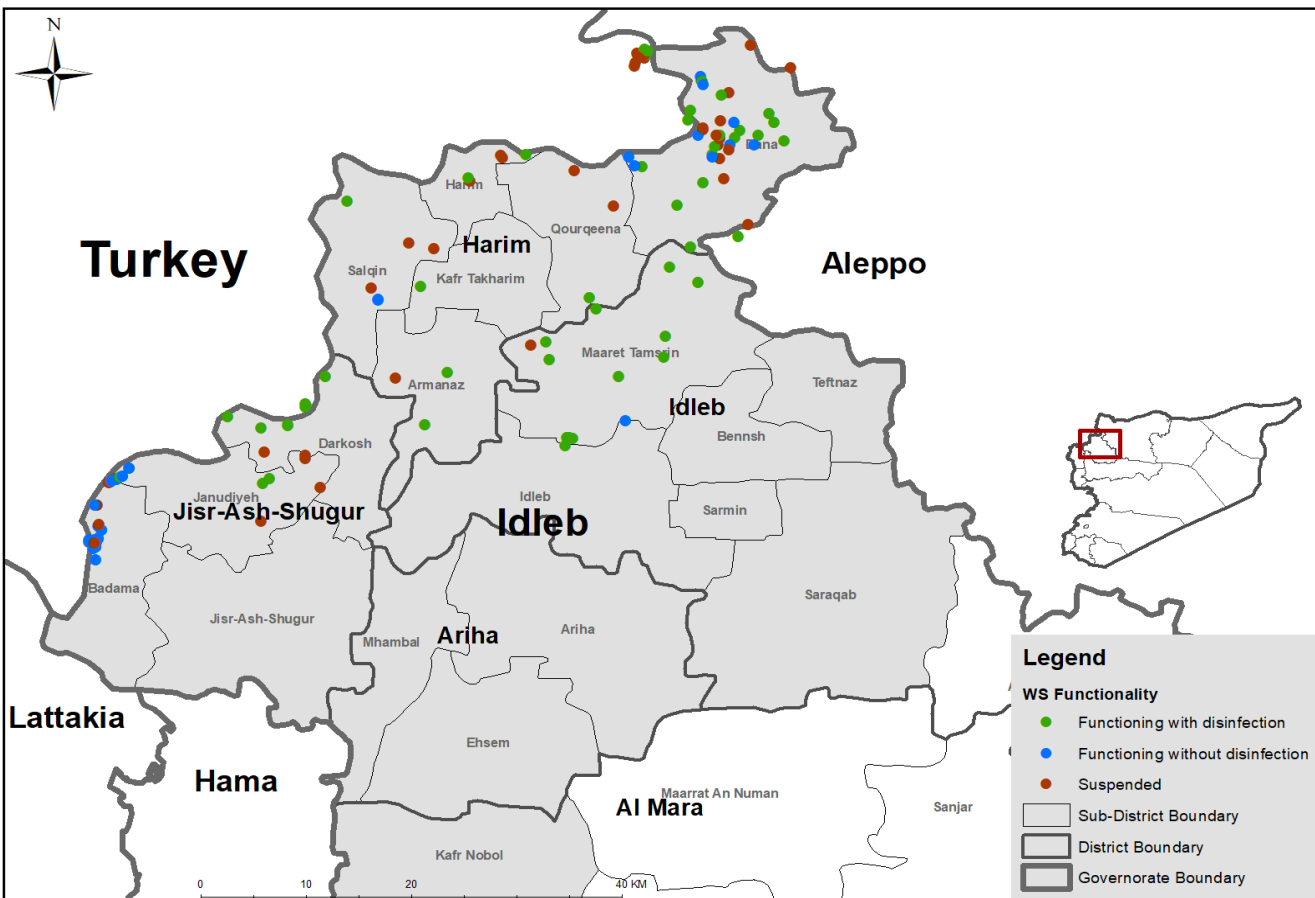 N
Turkey
Harim
Dana
Harim
Qourqeena
Aleppo
Salqin
Kafr Takharim
Maaret Tamsrin
Armanaz
Teftnaz
Idleb
Darkosh
Bennsh
Janudiyeh
Jisr-Ash-Shugur
Idleb
Idleb
Sarmin
Badama
Saraqab
Jisr-Ash-Shugur
Mhambal
Ariha
Ariha
Lattakia
Ehsem
Hama
Maarrat An Numan
Al Mara
Sanjar
Kafr Nobol
0 10 20 40 KM
Legend
WS Functionality
Functioning with disinfection
Functioning without disinfection
Suspended
Sub-District Boundary
District Boundary
Governorate Boundary